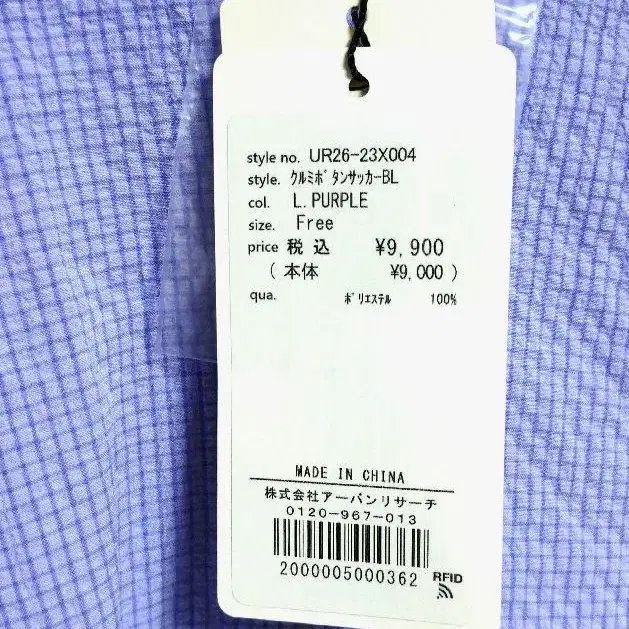 style no. UR26-23X004
style. クルミボタンサッカーBL
col. L.PURPLE
size. Free
price 税込 ¥9,900
(本体 ¥9,000)
qua. ポリエステル 100%
MADE IN CHINA
株式会社アーバンリサーチ
0120-967-013
2000005000362
RFID